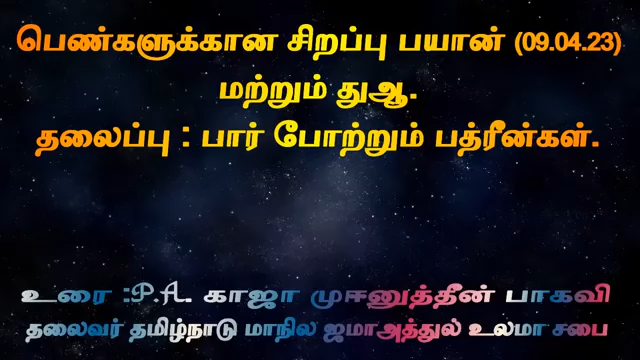 பெண்களுக்கான சிறப்பு பயான் (09.04.23)
மற்றும் துஆ.
தலைப்பு : பார் போற்றும் பத்ரீன்கள்.
உரை :P.A. காஜா முஈனுத்தீன் பாகவி
தலைவர் தமிழ்நாடு மாநில ஜமாஅத்துல் உலமா சபை